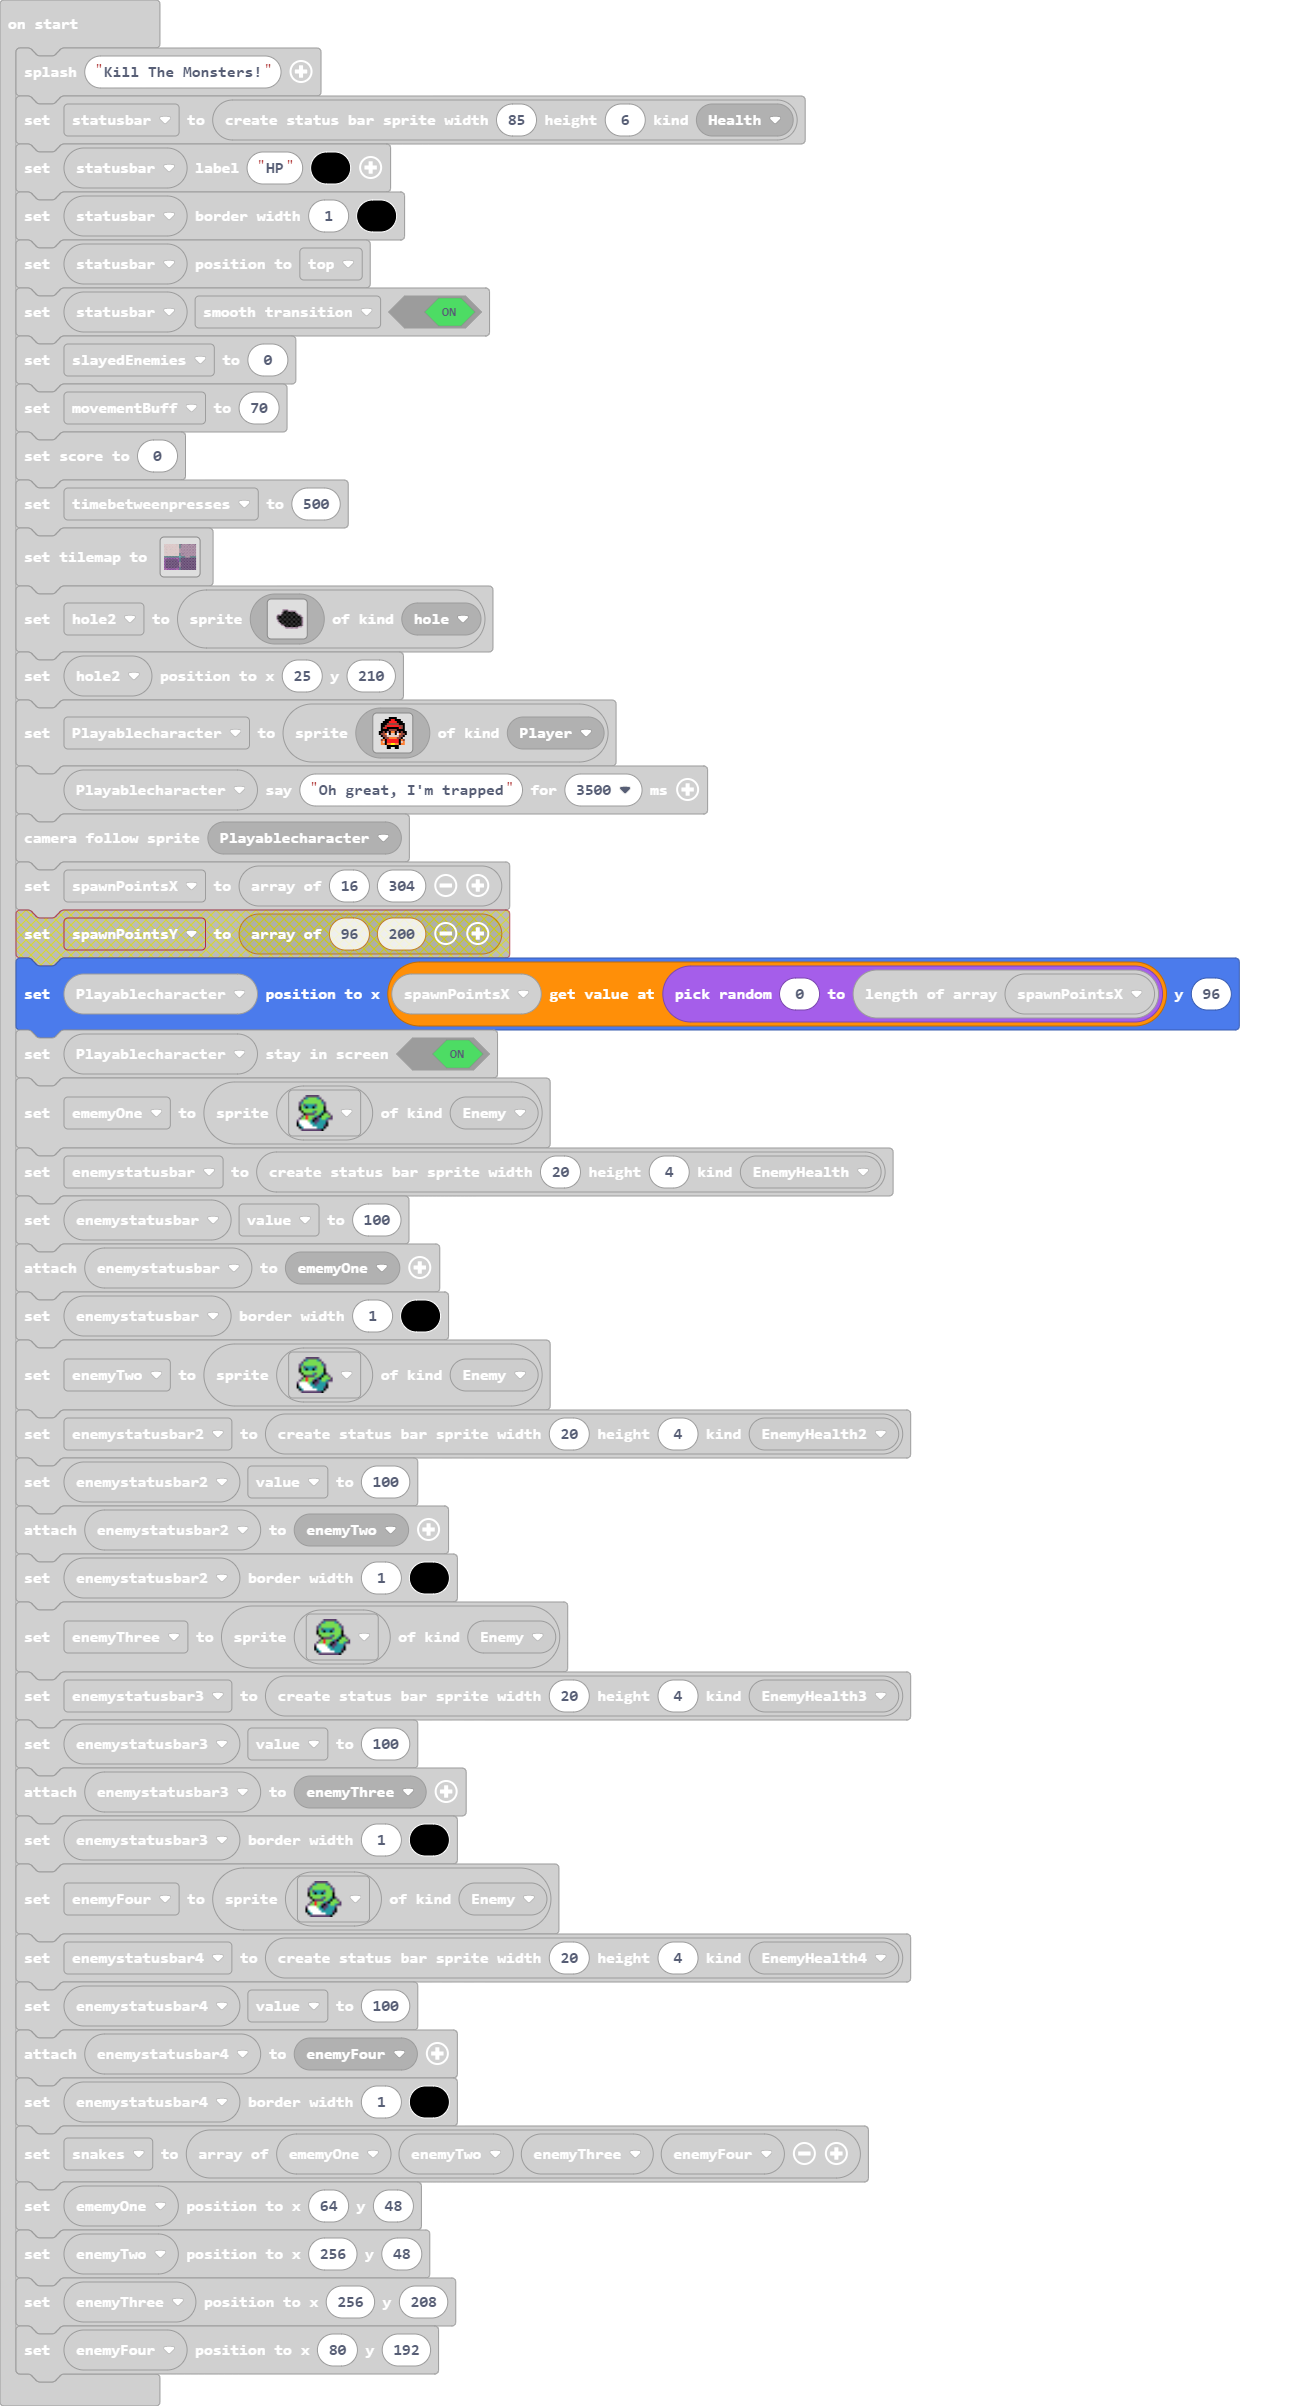 on start
splash "Kill The Monsters!"
set statusbar to create status bar sprite width 85 height 6 kind Health
set statusbar label "HP"
set statusbar border width 1
set statusbar position to top
set statusbar smooth transition ON
set slayedEnemies to 0
set movementBuff to 70
set score to 0
set timebetweenpresses to 500
set tilemap to
set hole2 to sprite of kind hole
set hole2 position to x 25 y 210
set Playablecharacter to sprite of kind Player
Playablecharacter say "Oh great, I'm trapped" for 3500 ms
camera follow sprite Playablecharacter
set spawnPointsX to array of 16 304
set spawnPointsY to array of 96 200
set Playablecharacter position to x spawnPointsX get value at pick random 0 to length of array spawnPointsX y 96
set Playablecharacter stay in screen ON
set ememyOne to sprite of kind Enemy
set enemystatusbar to create status bar sprite width 20 height 4 kind EnemyHealth
set enemystatusbar value to 100
attach enemystatusbar to ememyOne
set enemystatusbar border width 1
set enemyTwo to sprite of kind Enemy
set enemystatusbar2 to create status bar sprite width 20 height 4 kind EnemyHealth2
set enemystatusbar2 value to 100
attach enemystatusbar2 to enemyTwo
set enemystatusbar2 border width 1
set enemyThree to sprite of kind Enemy
set enemystatusbar3 to create status bar sprite width 20 height 4 kind EnemyHealth3
set enemystatusbar3 value to 100
attach enemystatusbar3 to enemyThree
set enemystatusbar3 border width 1
set enemyFour to sprite of kind Enemy
set enemystatusbar4 to create status bar sprite width 20 height 4 kind EnemyHealth4
set enemystatusbar4 value to 100
attach enemystatusbar4 to enemyFour
set enemystatusbar4 border width 1
set snakes to array of ememyOne enemyTwo enemyThree enemyFour
set ememyOne position to x 64 y 48
set enemyTwo position to x 256 y 48
set enemyThree position to x 256 y 208
set enemyFour position to x 80 y 192